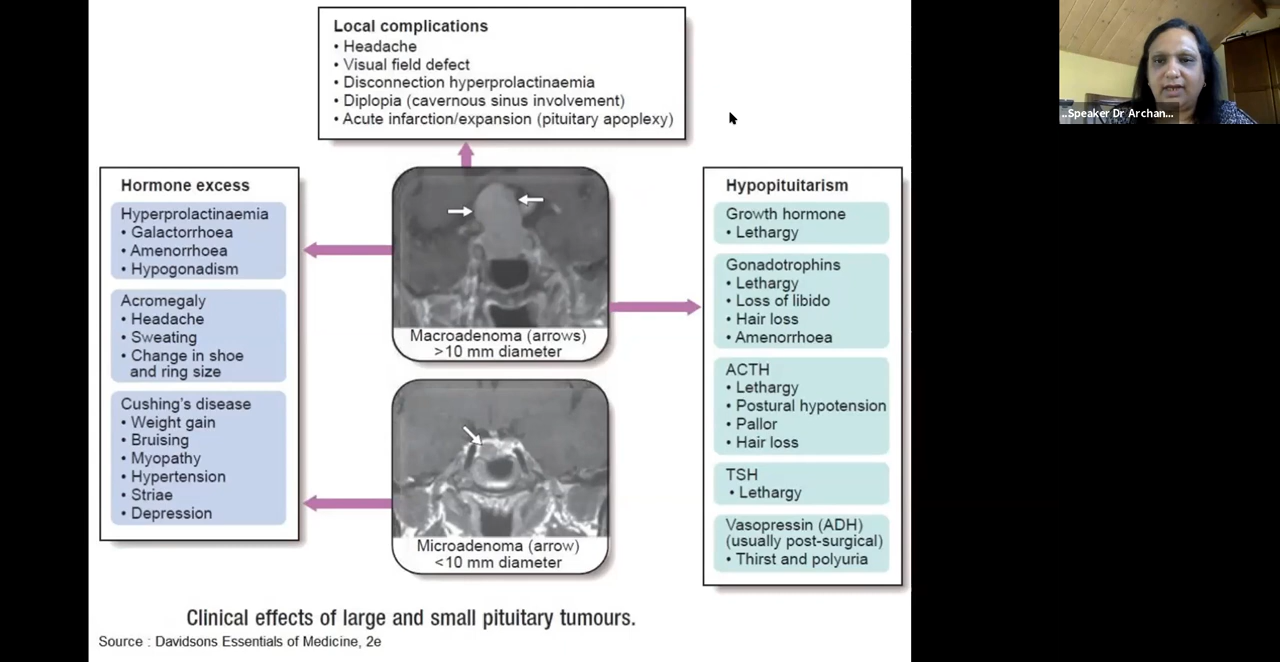 Local complications
• Headache
• Visual field defect
• Disconnection hyperprolactinaemia
• Diplopia (cavernous sinus involvement)
• Acute infarction/expansion (pituitary apoplexy)
..Speaker Dr Archan...
Hormone excess
Hyperprolactinaemia
• Galactorrhoea
• Amenorrhoea
• Hypogonadism
Acromegaly
• Headache
• Sweating
• Change in shoe
and ring size
Cushing's disease
• Weight gain
• Bruising
• Myopathy
• Hypertension
• Striae
• Depression
Macroadenoma (arrows)
>10 mm diameter
Microadenoma (arrow)
<10 mm diameter
Hypopituitarism
Growth hormone
• Lethargy
Gonadotrophins
• Lethargy
• Loss of libido
• Hair loss
• Amenorrhoea
ACTH
• Lethargy
• Postural hypotension
• Pallor
• Hair loss
TSH
• Lethargy
Vasopressin (ADH)
(usually post-surgical)
• Thirst and polyuria
Clinical effects of large and small pituitary tumours.
Source : Davidsons Essentials of Medicine, 2e